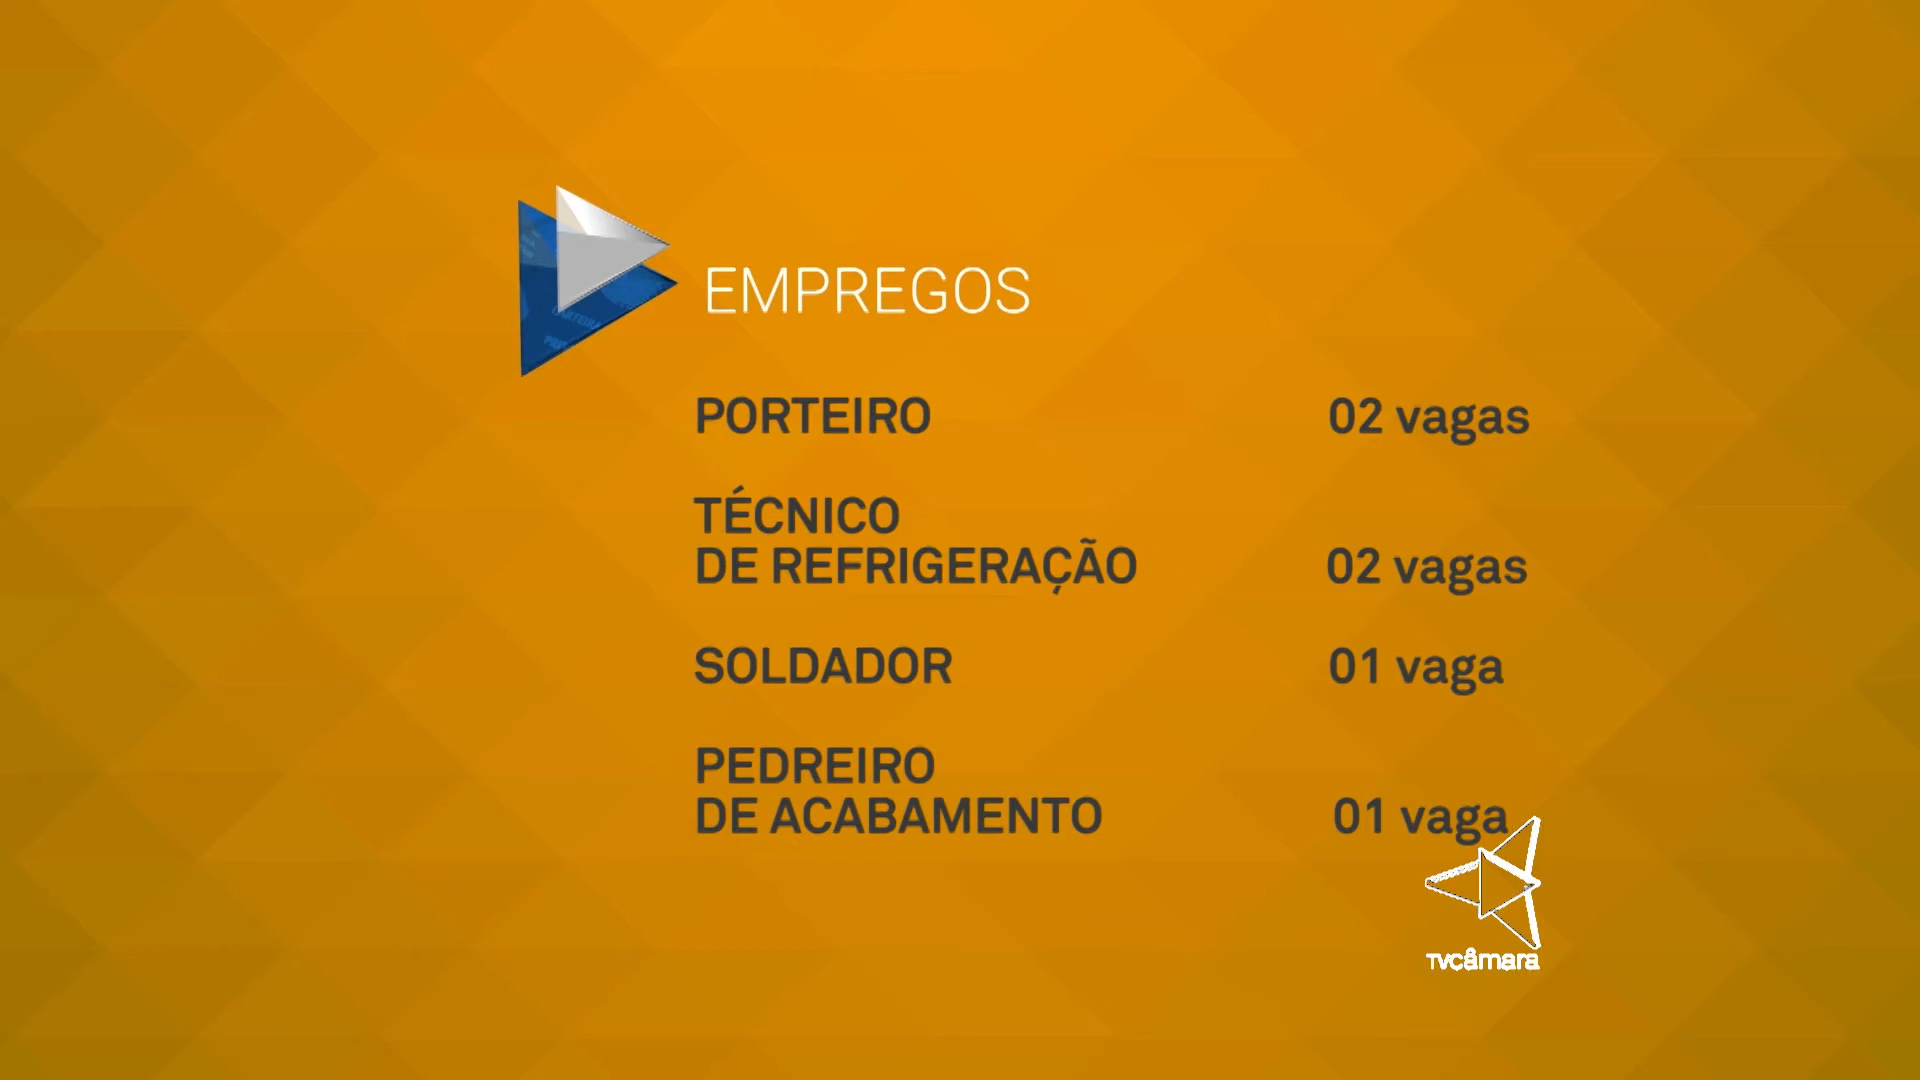 EMPREGOS
PORTEIRO 02 vagas
TÉCNICO
DE REFRIGERAÇÃO 02 vagas
SOLDADOR 01 vaga
PEDREIRO
DE ACABAMENTO 01 vaga
TVCâmara